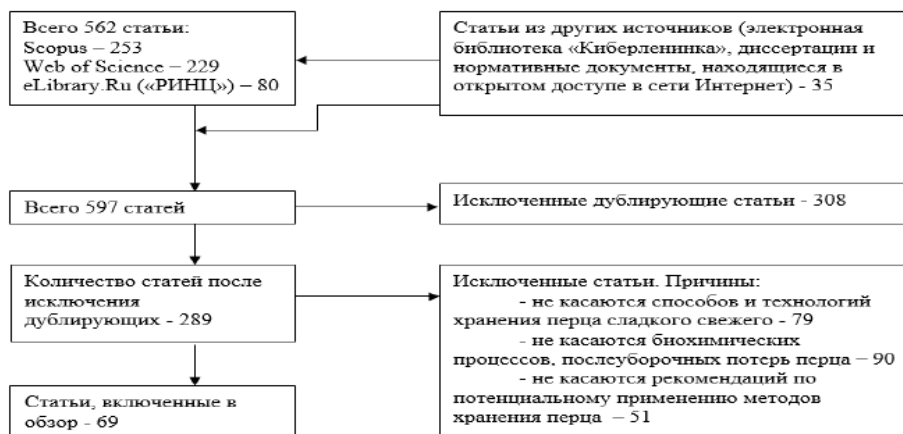 Всего 562 статьи:
Scopus – 253
Web of Science – 229
eLibrary.Ru («РИНЦ») – 80
Статьи из других источников (электронная
библиотека «Киберленинка», диссертации и
нормативные документы, находящиеся в
открытом доступе в сети Интернет) - 35
Всего 597 статей
Исключенные дублирующие статьи - 308
Количество статей после
исключения
дублирующих - 289
Исключенные статьи. Причины:
- не касаются способов и технологий
хранения перца сладкого свежего - 79
- не касаются биохимических
процессов, послеуборочных потерь перца – 90
- не касаются рекомендаций по
потенциальному применению методов
хранения перца – 51
Статьи, включенные в
обзор - 69